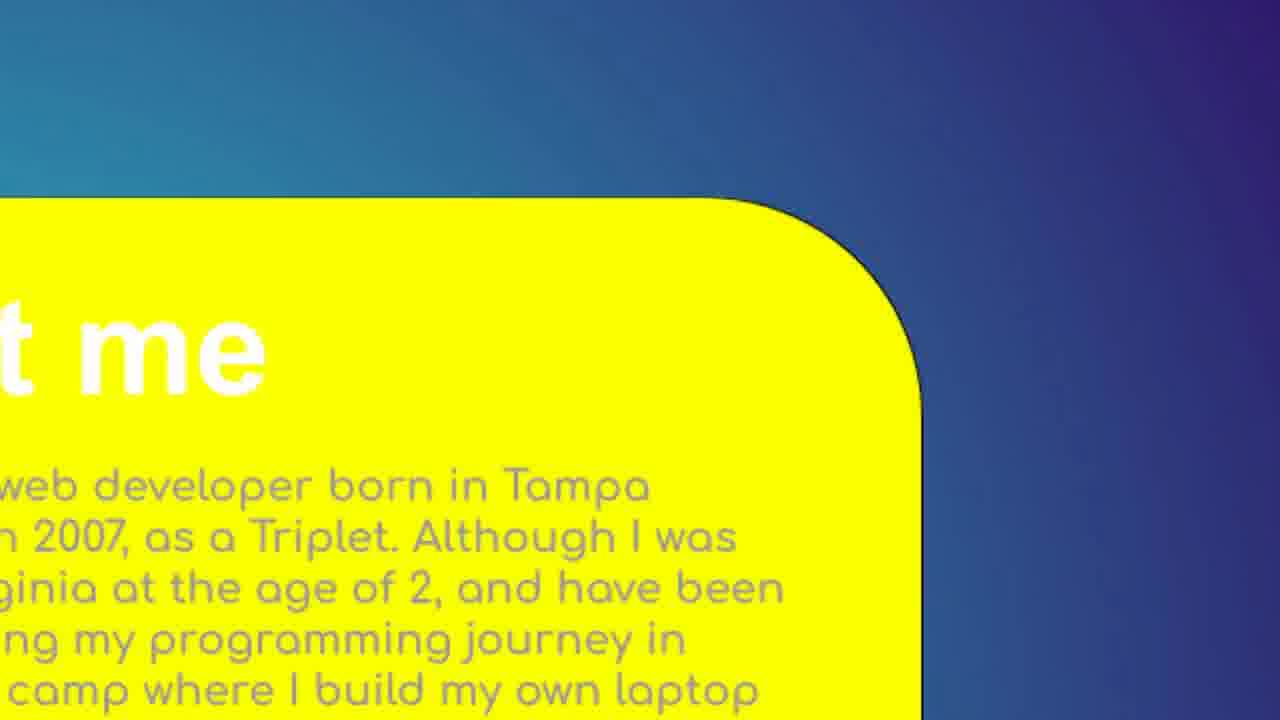 t me
web developer born in Tampa
n 2007, as a Triplet. Although I was
ginia at the age of 2, and have been
ng my programming journey in
camp where I build my own laptop